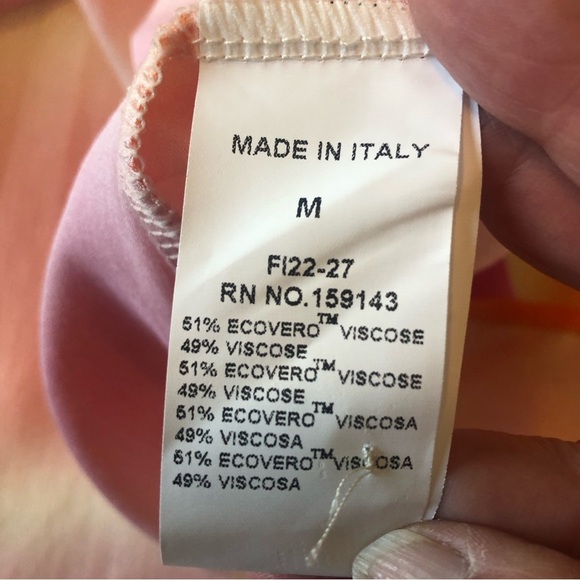 MADE IN ITALY
M
FI22-27
RN NO.159143
51% ECOVERO™ VISCOSE
49% VISCOSE
51% ECOVERO™ VISCOSE
49% VISCOSE
51% ECOVERO™ VISCOSA
49% VISCOSA
51% ECOVERO™ VISCOSA
49% VISCOSA